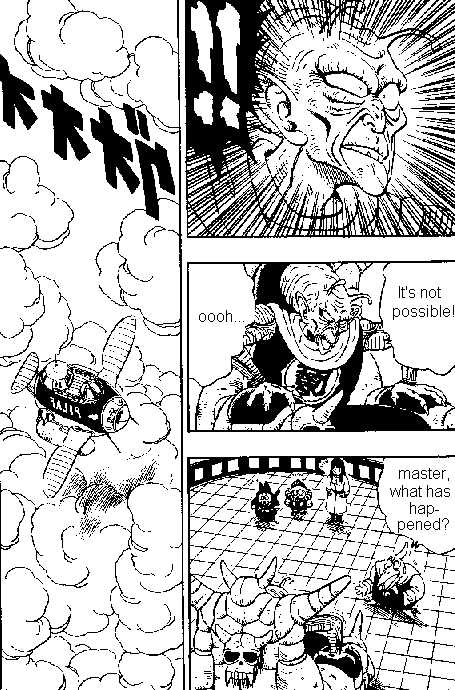 !!
It's not
possible!
oooh...
master,
what has
hap-
pened?